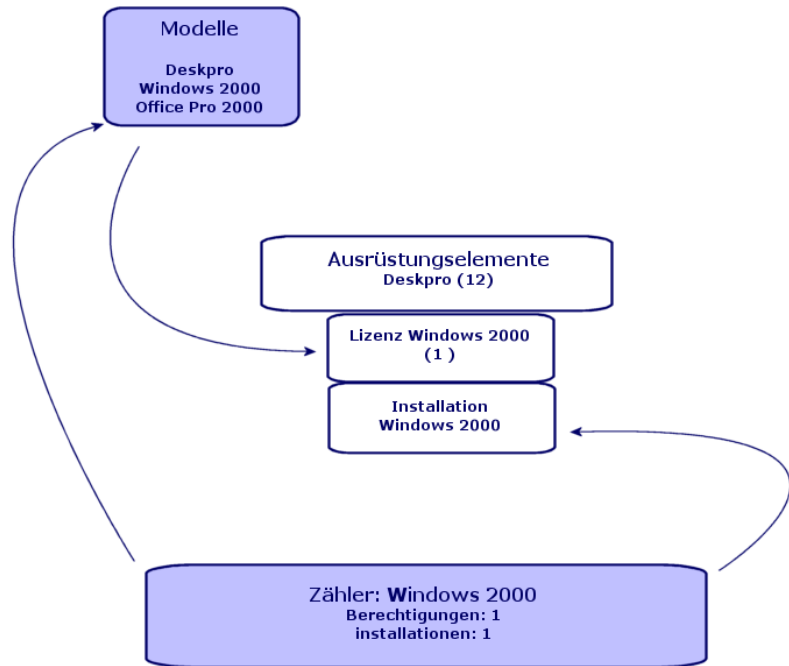 Modelle
Deskpro
Windows 2000
Office Pro 2000
Ausrüstungselemente
Deskpro (12)
Lizenz Windows 2000
(1 )
Installation
Windows 2000
Zähler: Windows 2000
Berechtigungen: 1
installationen: 1